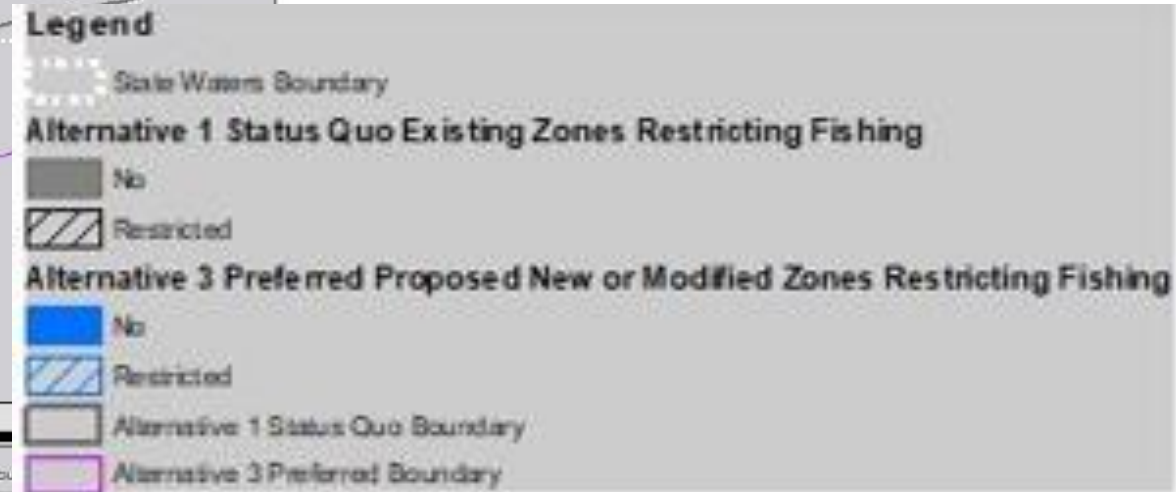 Legend
State Waters Boundary
Alternative 1 Status Quo Existing Zones Restricting Fishing
No
Restricted
Alternative 3 Preferred Proposed New or Modified Zones Restricting Fishing
No
Restricted
Alternative 1 Status Quo Boundary
Alternative 3 Preferred Boundary